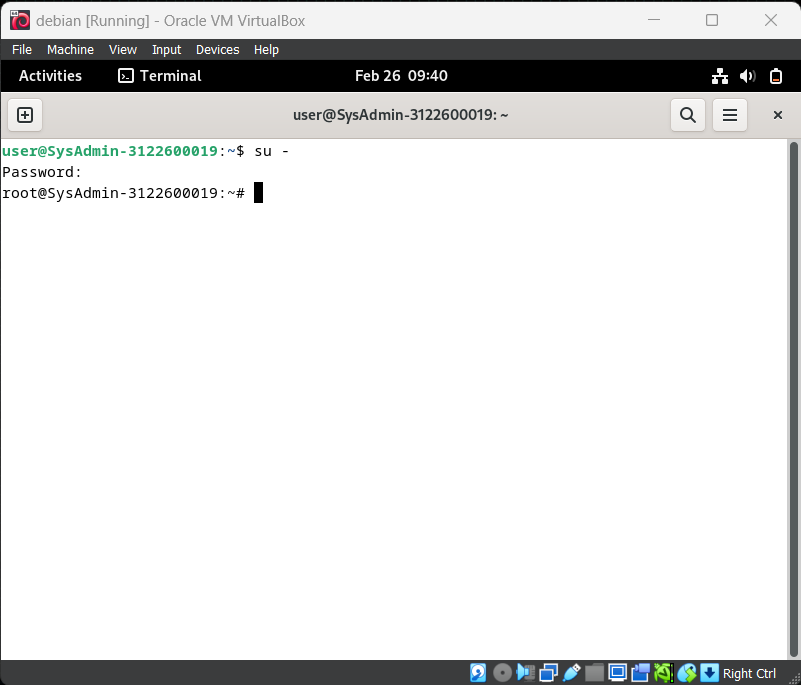 debian [Running] - Oracle VM VirtualBox
File Machine View Input Devices Help
Activities Terminal Feb 26 09:40
user@SysAdmin-3122600019: ~
user@SysAdmin-3122600019:~$ su -
Password:
root@SysAdmin-3122600019:~#
Right Ctrl